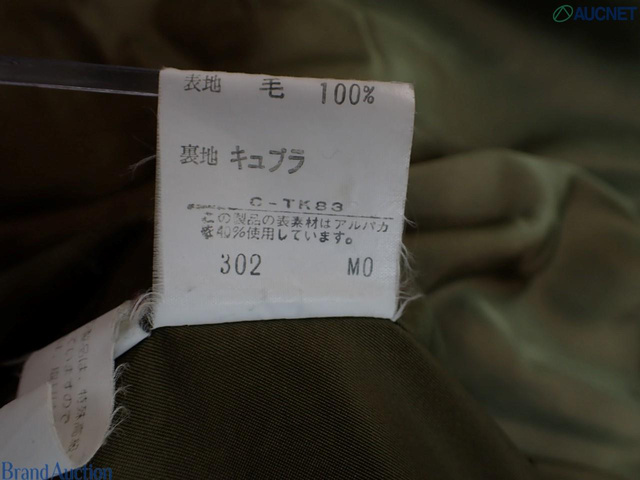 AUCNET
表地 毛 100%
裏地 キュプラ
C-TK83
この製品の表素材はアルパカ
を40%使用しています。
302 MO
Brand Auction